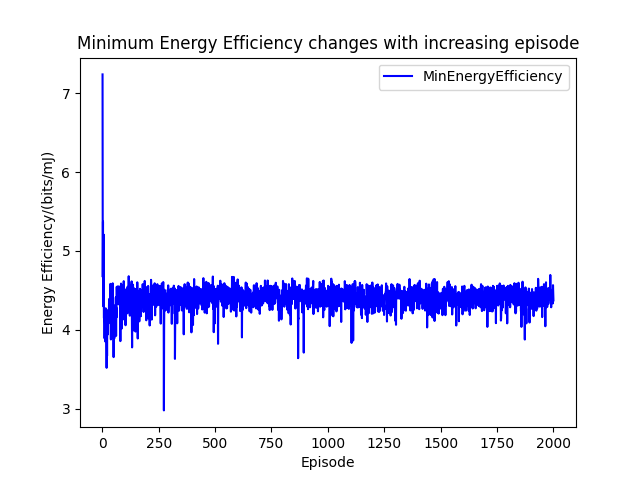 Minimum Energy Efficiency changes with increasing episode
MinEnergyEfficiency
Energy Efficiency/(bits/mJ)
7
6
5
4
3
0 250 500 750 1000 1250 1500 1750 2000
Episode